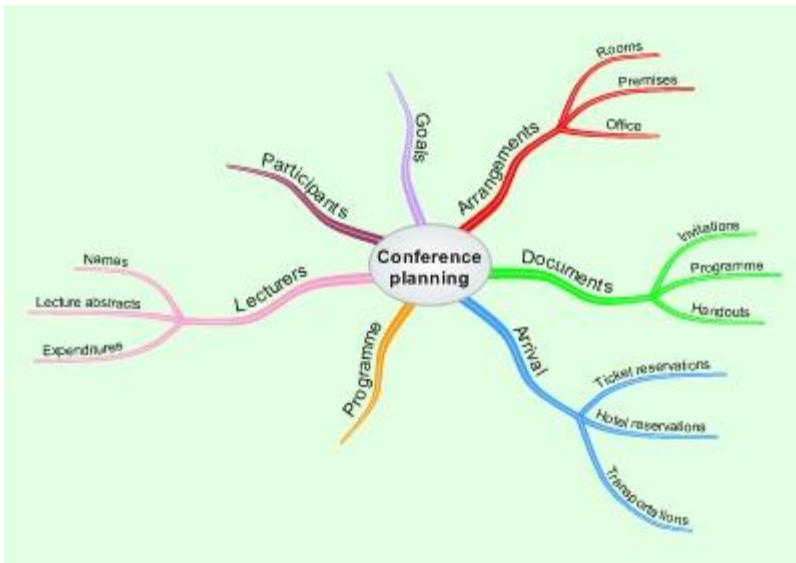 Conference
planning
Goals
Arrangements
Rooms
Premises
Office
Documents
Invitations
Programme
Handouts
Arrival
Ticket reservations
Hotel reservations
Transportations
Programme
Lecturers
Names
Lecture abstracts
Expenditures
Participants